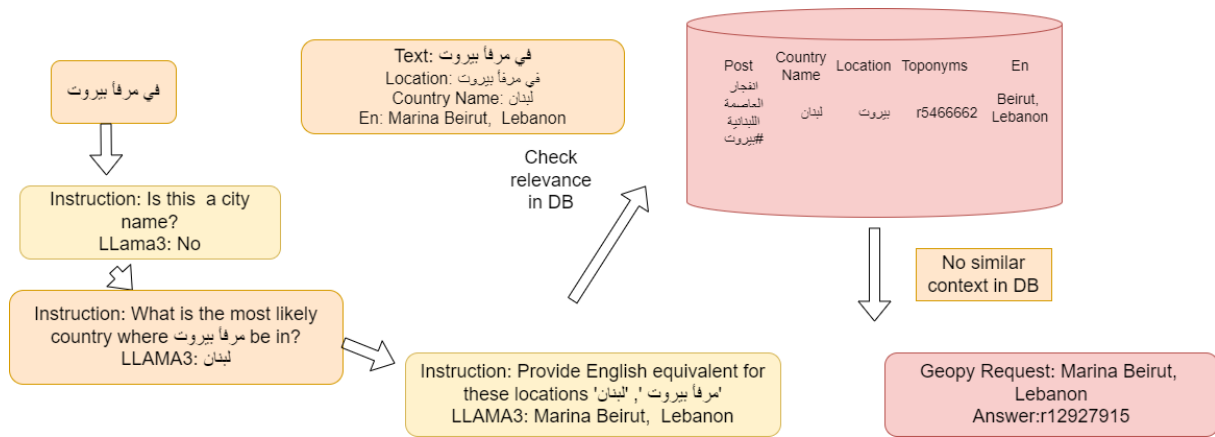 في مرفأ بيروت
Instruction: Is this a city
name?
LLama3: No
Instruction: What is the most likely
country where مرفأ بيروت be in?
LLAMA3: لبنان
Instruction: Provide English equivalent for
these locations 'مرفأ بيروت ', 'لبنان'
LLAMA3: Marina Beirut, Lebanon
Text: في مرفأ بيروت
Location: في مرفأ بيروت
Country Name: لبنان
En: Marina Beirut, Lebanon
Check
relevance
in DB
Post Country Name Location Toponyms En
انفجار
العاصمة
اللبنانية
#بيروت
لبنان
بيروت
r5466662
Beirut,
Lebanon
No similar
context in DB
Geopy Request: Marina Beirut,
Lebanon
Answer:r12927915